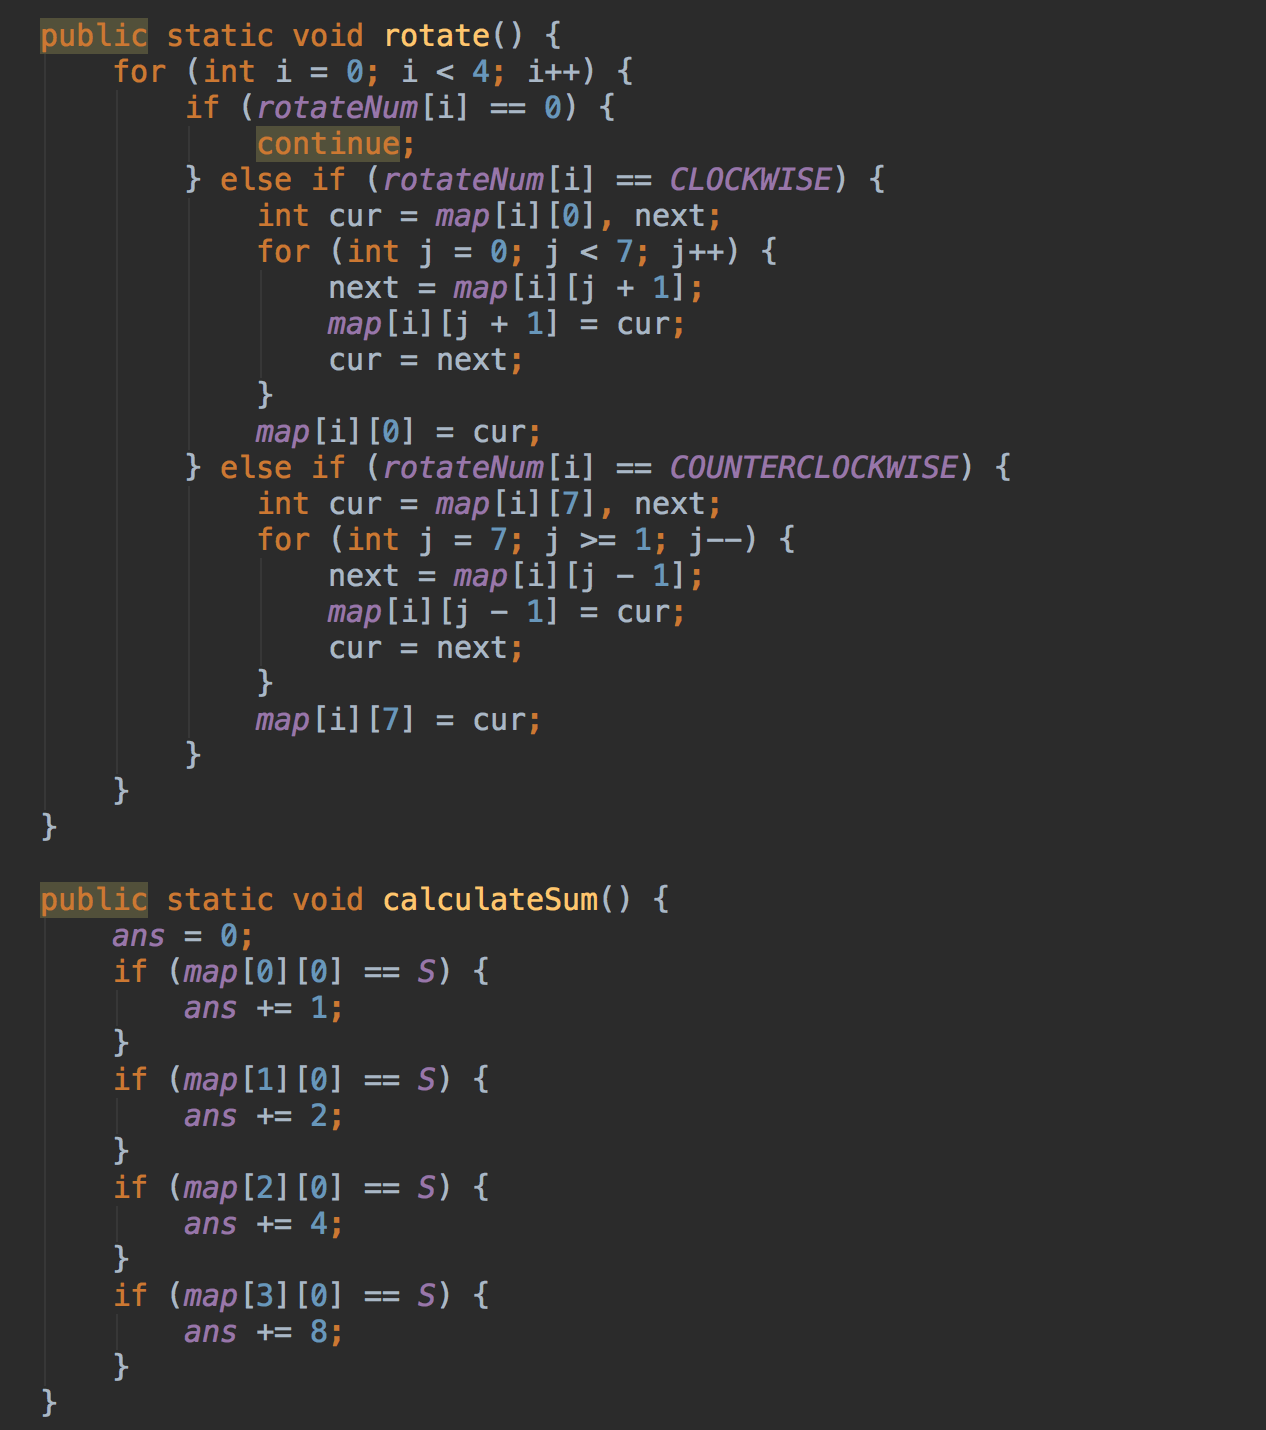 public static void rotate() {
    for (int i = 0; i < 4; i++) {
        if (rotateNum[i] == 0) {
            continue;
        } else if (rotateNum[i] == CLOCKWISE) {
            int cur = map[i][0], next;
            for (int j = 0; j < 7; j++) {
                next = map[i][j + 1];
                map[i][j + 1] = cur;
                cur = next;
            }
            map[i][0] = cur;
        } else if (rotateNum[i] == COUNTERCLOCKWISE) {
            int cur = map[i][7], next;
            for (int j = 7; j >= 1; j--) {
                next = map[i][j - 1];
                map[i][j - 1] = cur;
                cur = next;
            }
            map[i][7] = cur;
        }
    }
}

public static void calculateSum() {
    ans = 0;
    if (map[0][0] == S) {
        ans += 1;
    }
    if (map[1][0] == S) {
        ans += 2;
    }
    if (map[2][0] == S) {
        ans += 4;
    }
    if (map[3][0] == S) {
        ans += 8;
    }
}